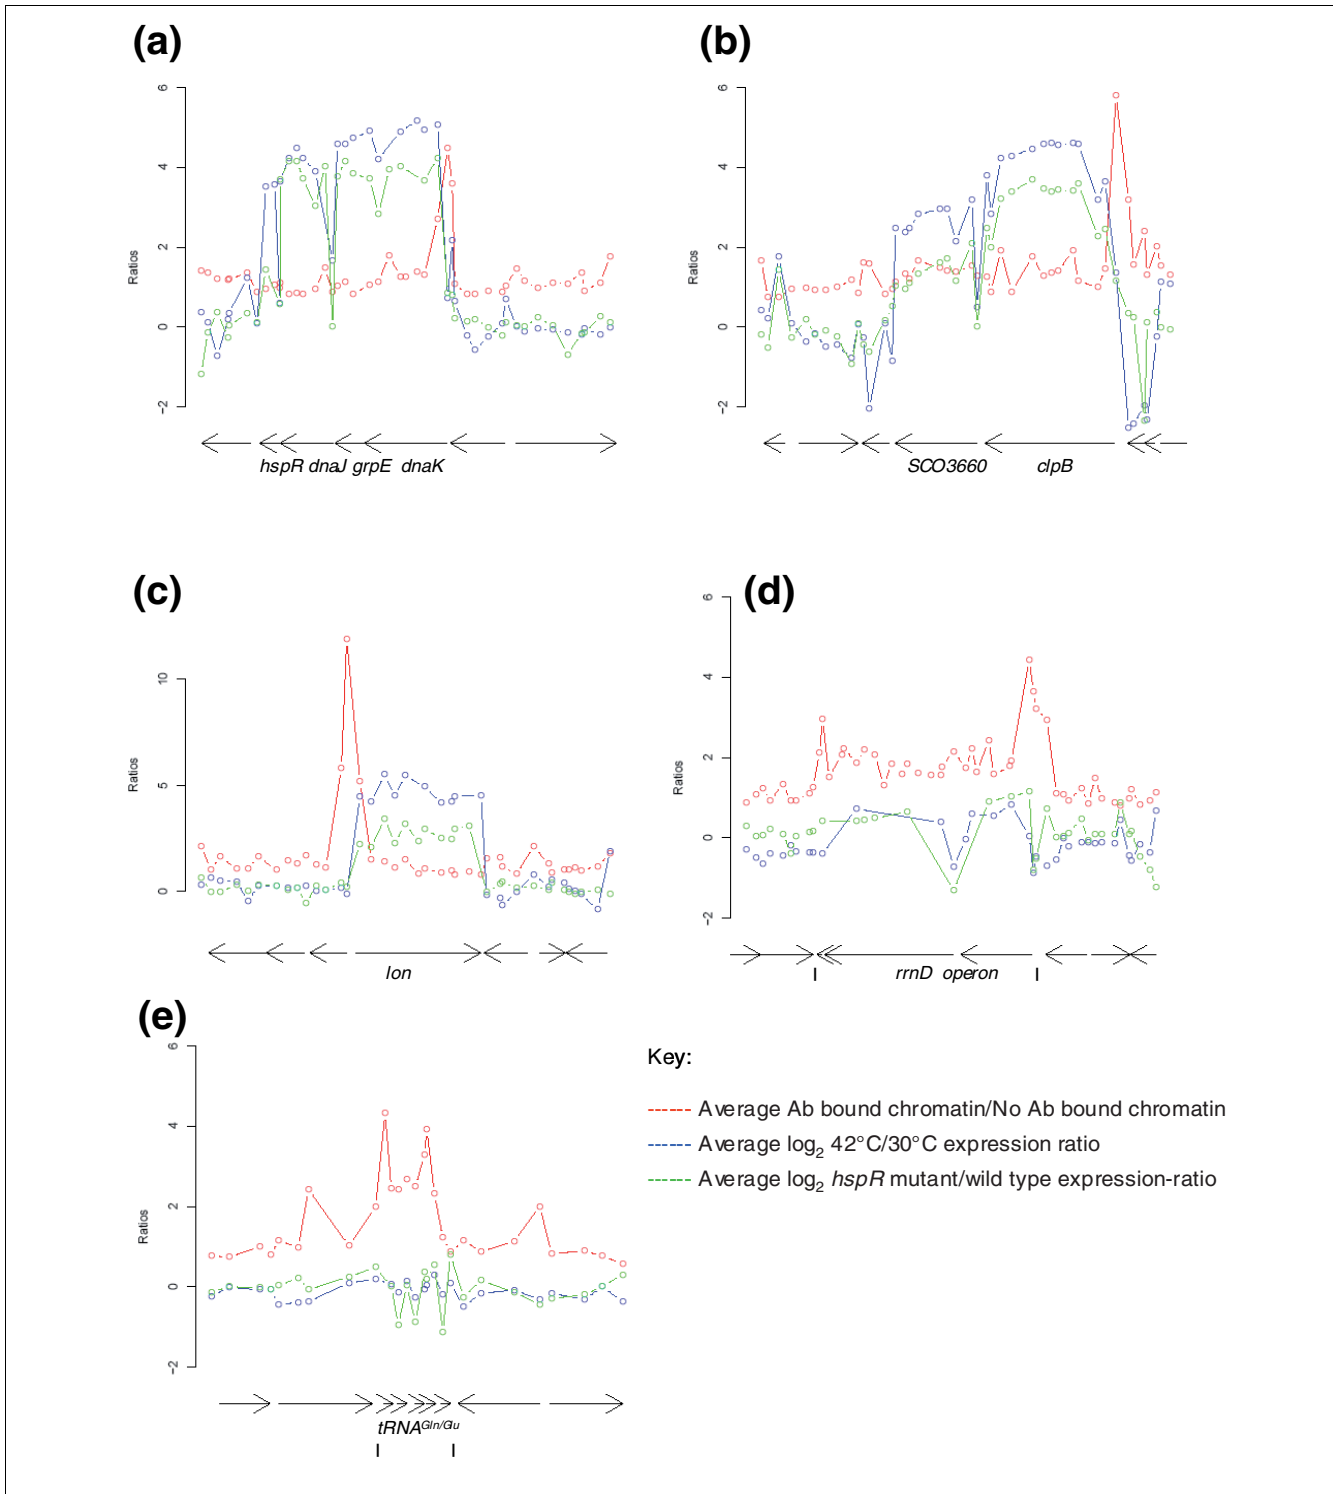 (a)
6
4
2
0
−2
Ratios
hspR dnaJ grpE dnaK
(b)
6
4
2
0
−2
Ratios
SCO3660 clpB
(c)
10
5
0
Ratios
lon
(d)
6
4
2
0
−2
Ratios
rrnD operon
(e)
6
4
2
0
−2
Ratios
tRNA^Gln/Glu
Key:
Average Ab bound chromatin/No Ab bound chromatin
Average log₂ 42°C/30°C expression ratio
Average log₂ hspR mutant/wild type expression-ratio